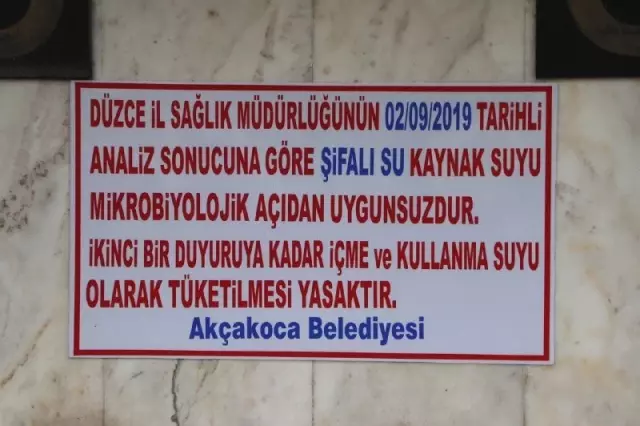 DÜZCE İL SAĞLIK MÜDÜRLÜĞÜNÜN 02/09/2019 TARİHLİ
ANALİZ SONUCUNA GÖRE ŞİFALI SU KAYNAK SUYU
MİKROBİYOLOJİK AÇIDAN UYGUNSUZDUR.
İKİNCİ BİR DUYURUYA KADAR İÇME ve KULLANMA SUYU
OLARAK TÜKETİLMESİ YASAKTIR.
Akçakoca Belediyesi